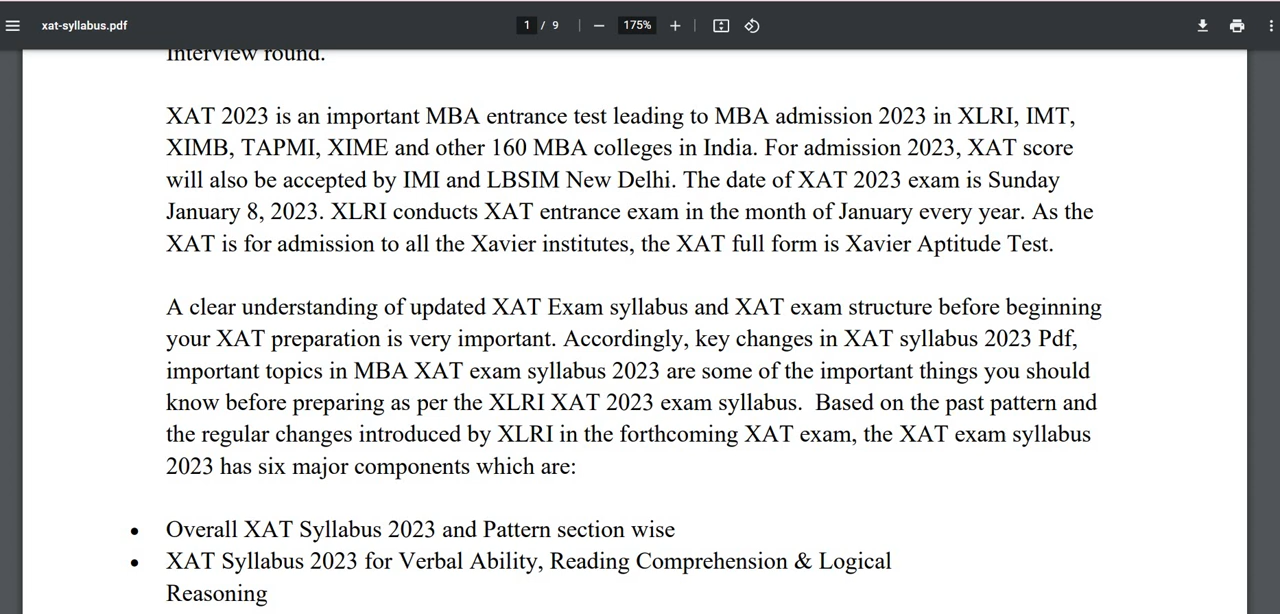 xat-syllabus.pdf
1 / 9
175%
Interview round.
XAT 2023 is an important MBA entrance test leading to MBA admission 2023 in XLRI, IMT,
XIMB, TAPMI, XIME and other 160 MBA colleges in India. For admission 2023, XAT score
will also be accepted by IMI and LBSIM New Delhi. The date of XAT 2023 exam is Sunday
January 8, 2023. XLRI conducts XAT entrance exam in the month of January every year. As the
XAT is for admission to all the Xavier institutes, the XAT full form is Xavier Aptitude Test.
A clear understanding of updated XAT Exam syllabus and XAT exam structure before beginning
your XAT preparation is very important. Accordingly, key changes in XAT syllabus 2023 Pdf,
important topics in MBA XAT exam syllabus 2023 are some of the important things you should
know before preparing as per the XLRI XAT 2023 exam syllabus.  Based on the past pattern and
the regular changes introduced by XLRI in the forthcoming XAT exam, the XAT exam syllabus
2023 has six major components which are:
• Overall XAT Syllabus 2023 and Pattern section wise
• XAT Syllabus 2023 for Verbal Ability, Reading Comprehension & Logical
Reasoning